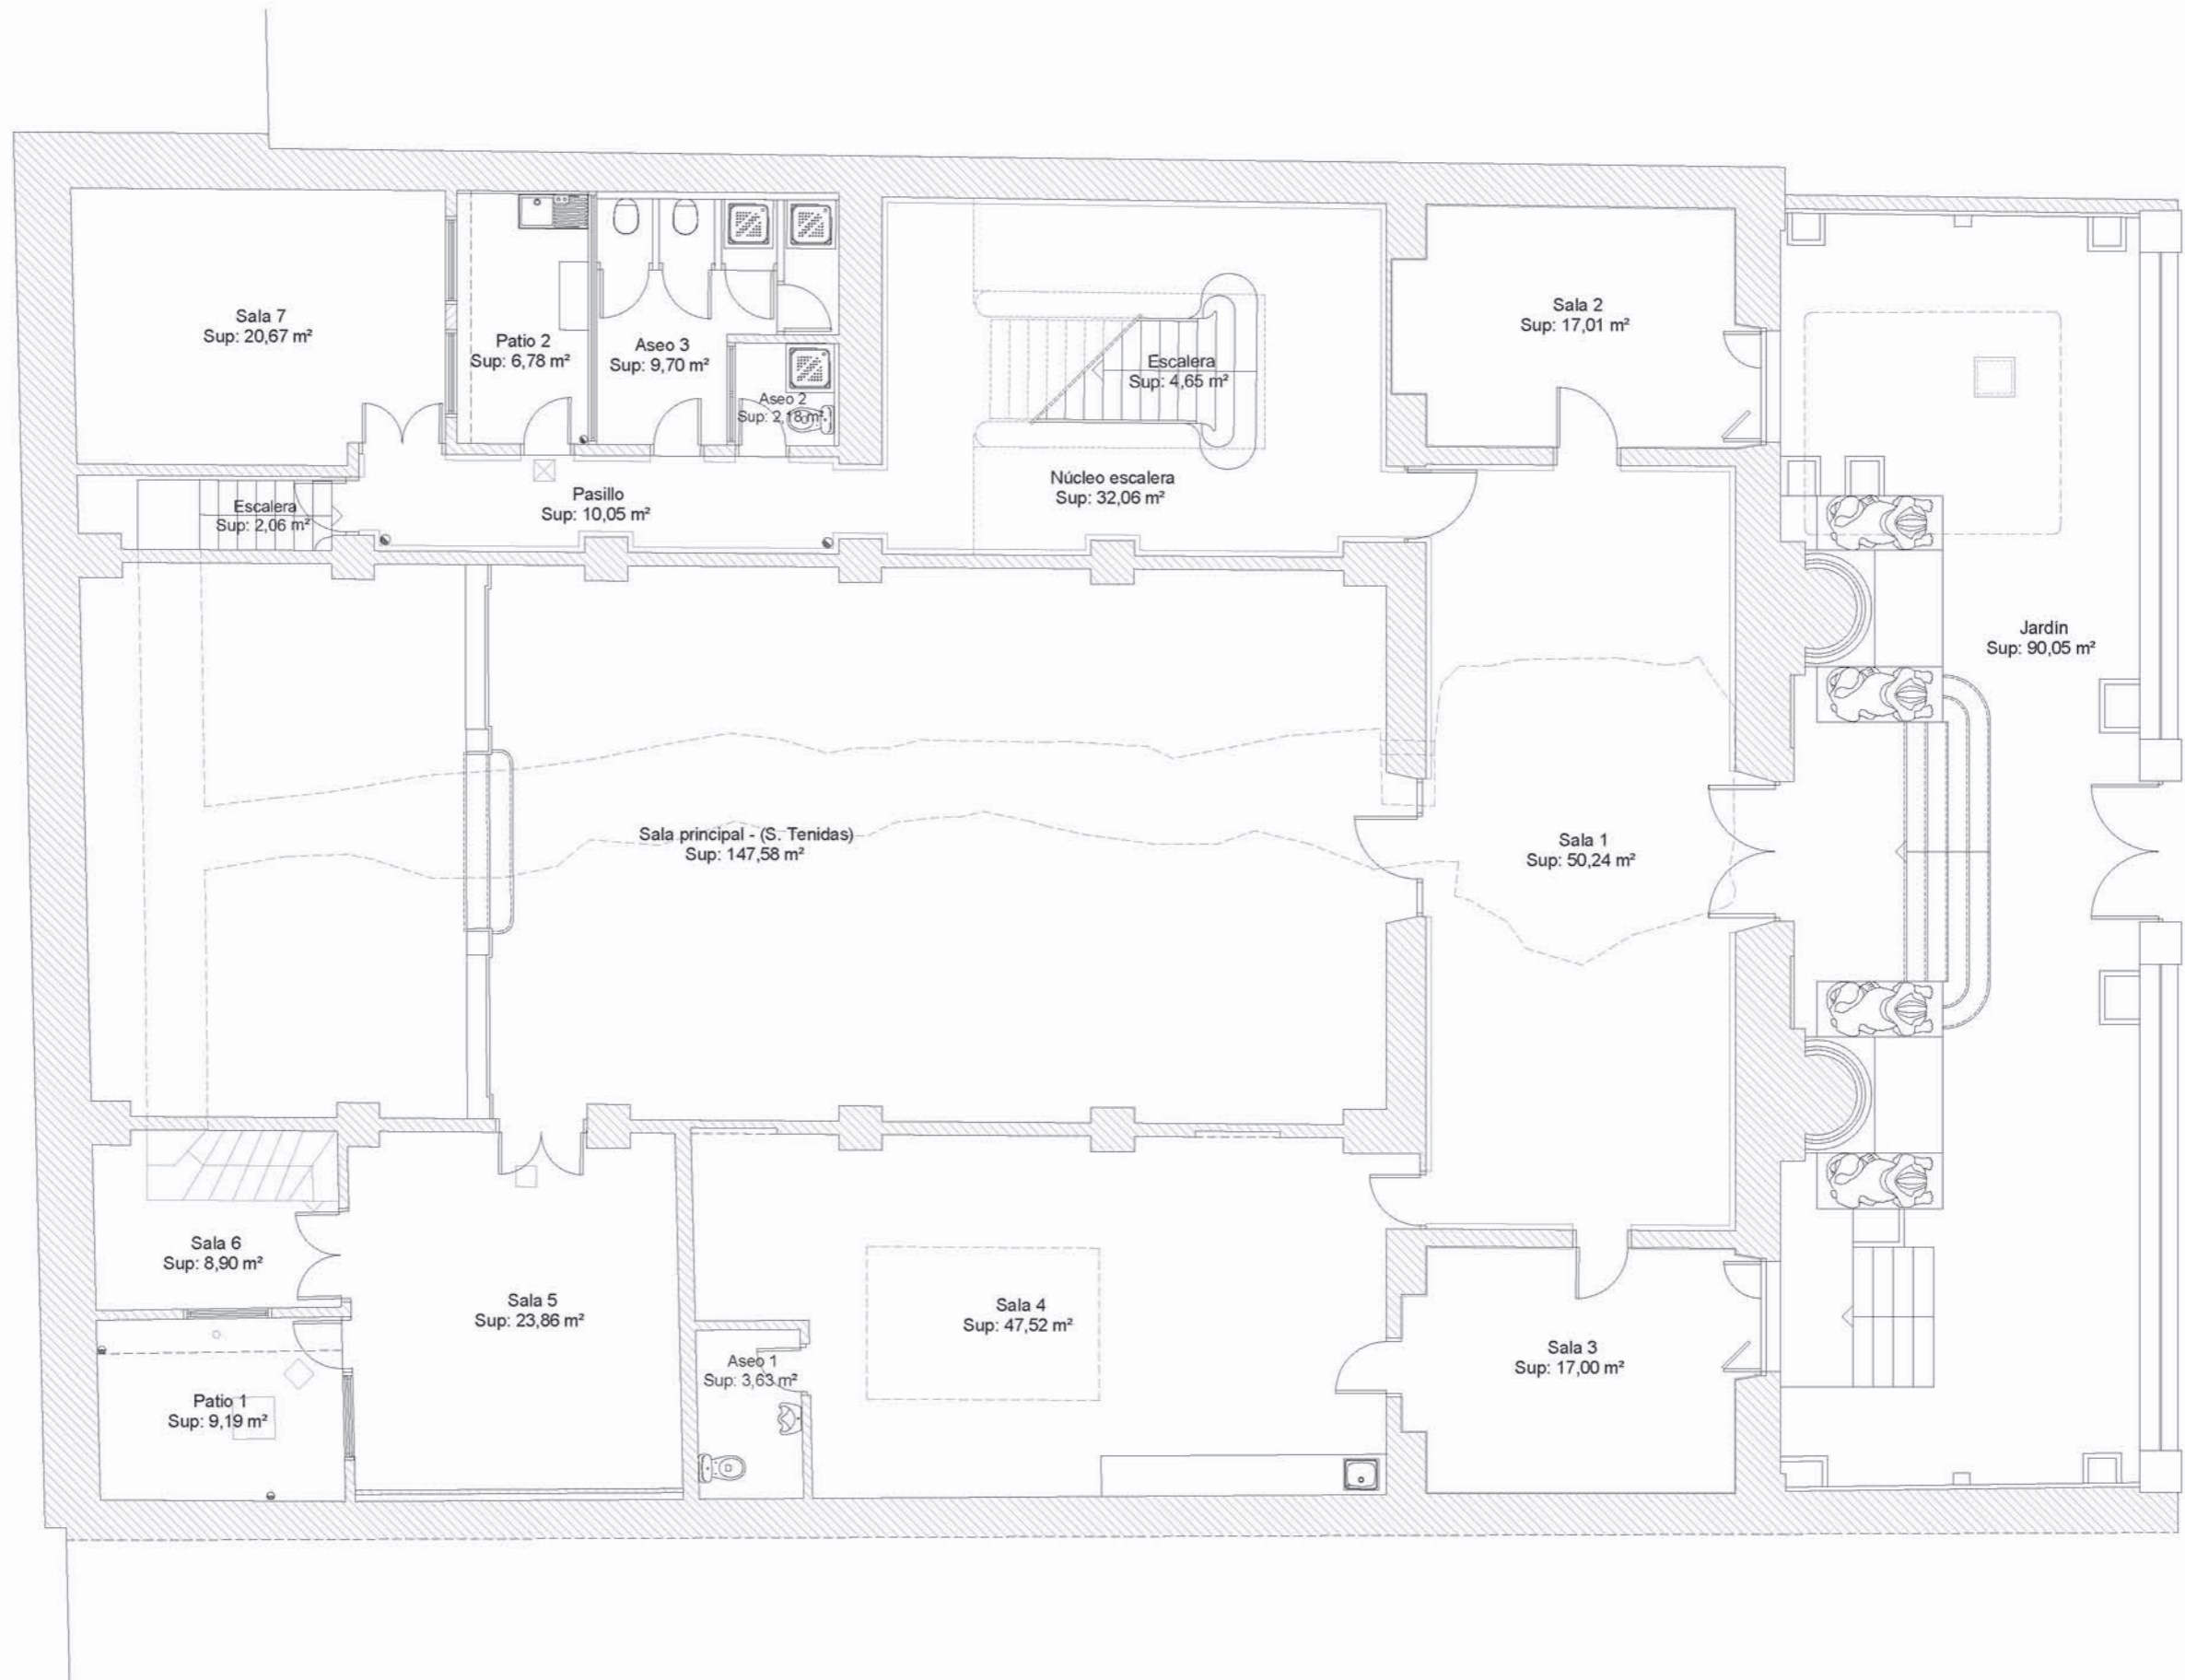 Sala 7
Sup: 20,67 m²
Patio 2
Sup: 6,78 m²
Aseo 3
Sup: 9,70 m²
Aseo 2
Sup: 2,18 m²
Escalera
Sup: 4,65 m²
Sala 2
Sup: 17,01 m²
Escalera
Sup: 2,06 m²
Pasillo
Sup: 10,05 m²
Núcleo escalera
Sup: 32,06 m²
Jardin
Sup: 90,05 m²
Sala principal - (S. Tenidas)
Sup: 147,58 m²
Sala 1
Sup: 50,24 m²
Sala 6
Sup: 8,90 m²
Sala 5
Sup: 23,86 m²
Sala 4
Sup: 47,52 m²
Sala 3
Sup: 17,00 m²
Aseo 1
Sup: 3,63 m²
Patio 1
Sup: 9,19 m²